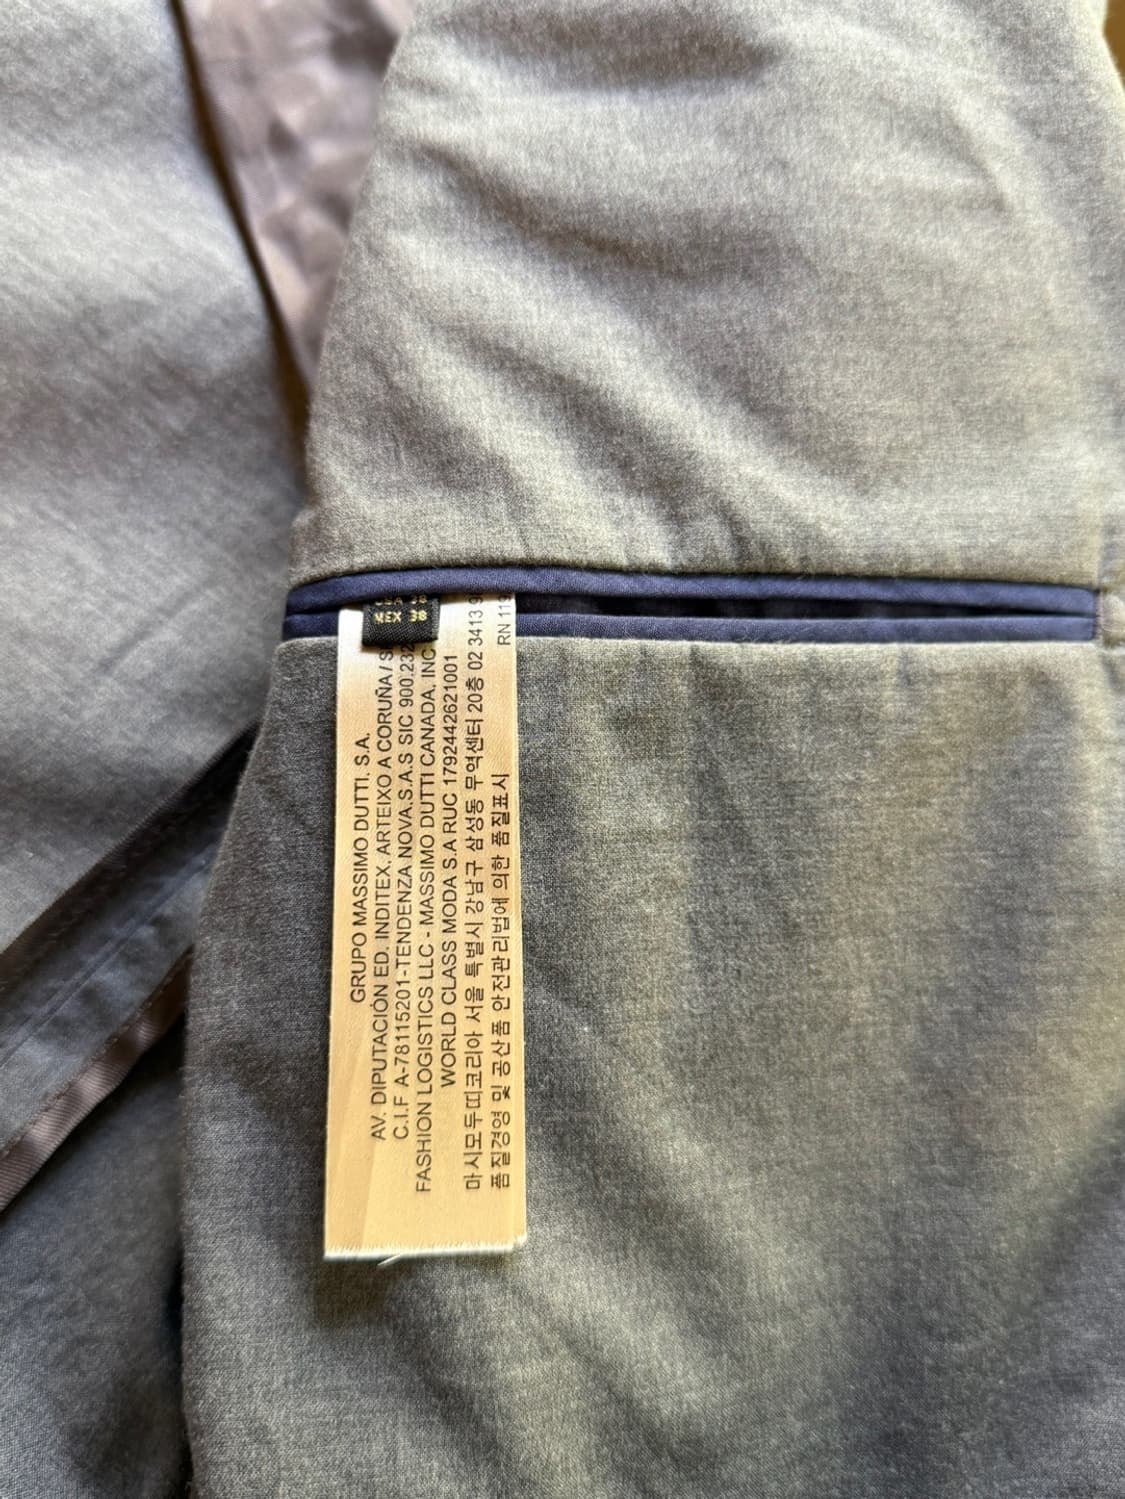 MEX 38
GRUPO MASSIMO DUTTI. S.A.
AV. DIPUTACIÓN ED. INDITEX. ARTEIXO A CORUÑA / S
C.I.F A-78115201-TENDENZA NOVA.S.A.S SIC 900.232
FASHION LOGISTICS LLC - MASSIMO DUTTI CANADA, INC
WORLD CLASS MODA S.A RUC 1792442621001
마시모두띠코리아 서울 특별시 강남구 삼성동 무역센터 20층 02 3413 9
품질경영 및 공산품 안전관리법에 의한 품질표시
RN 119